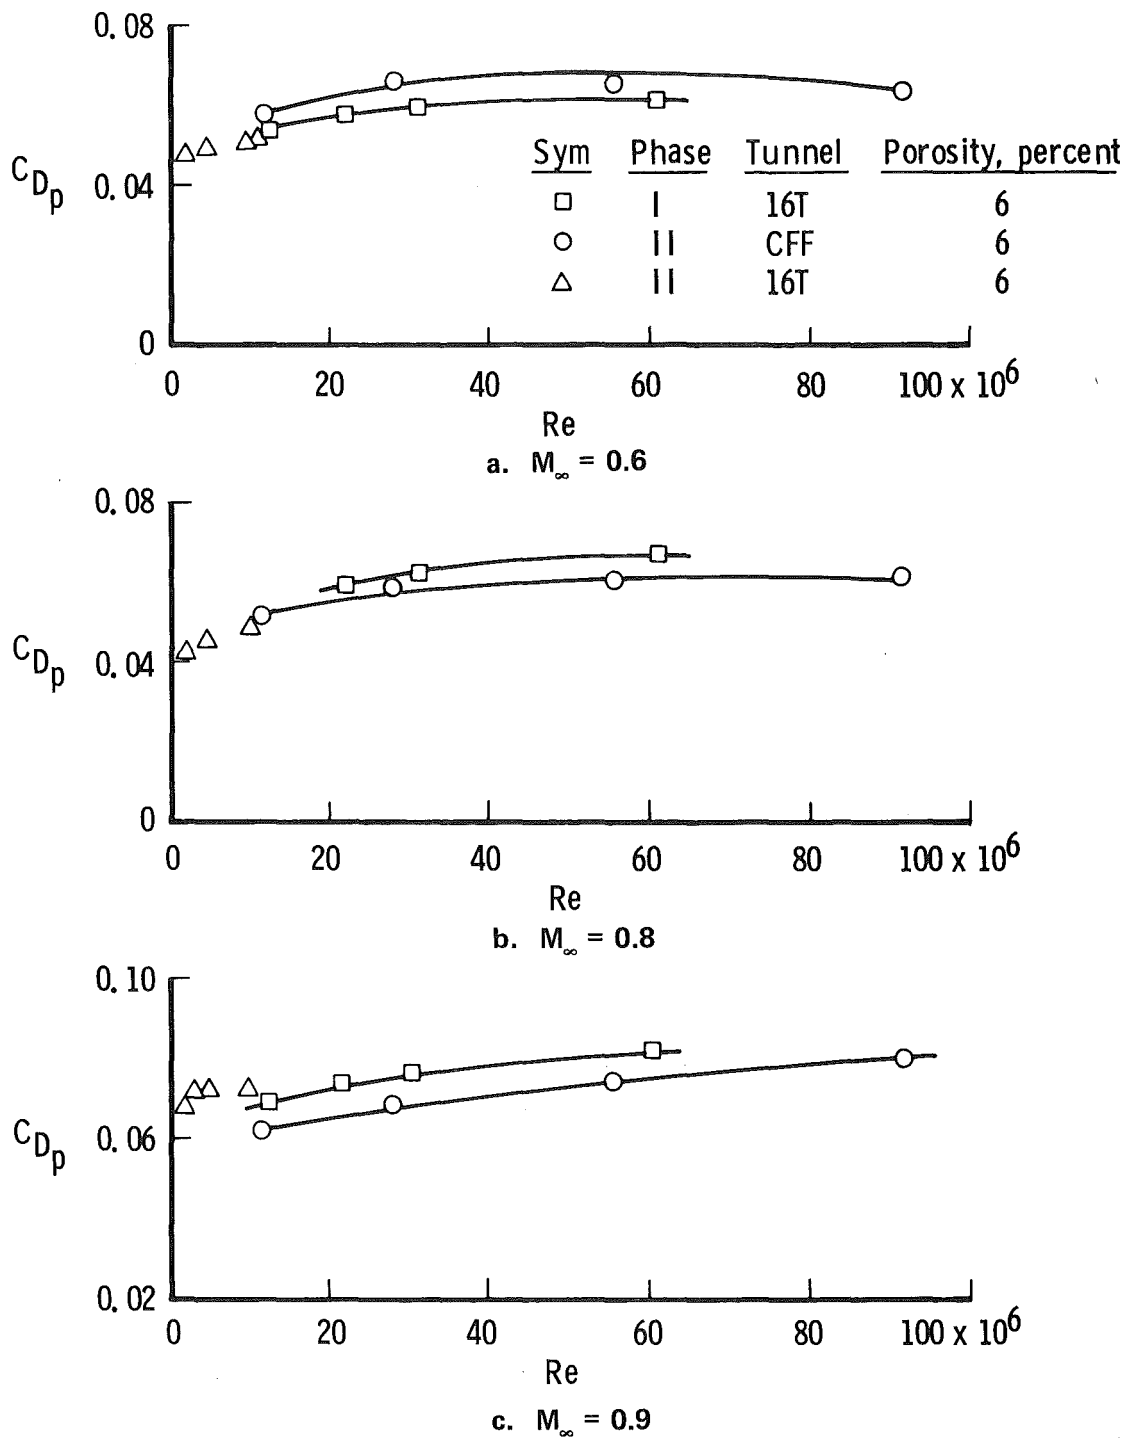 0.08
Sym Phase Tunnel Porosity, percent
C_Dp 0.04
□ I 16T 6
○ II CFF 6
△ II 16T 6
0
0 20 40 60 80 100 x 10^6
Re
a. M_∞ = 0.6
0.08
C_Dp 0.04
0
0 20 40 60 80 100 x 10^6
Re
b. M_∞ = 0.8
0.10
C_Dp 0.06
0.02
0 20 40 60 80 100 x 10^6
Re
c. M_∞ = 0.9